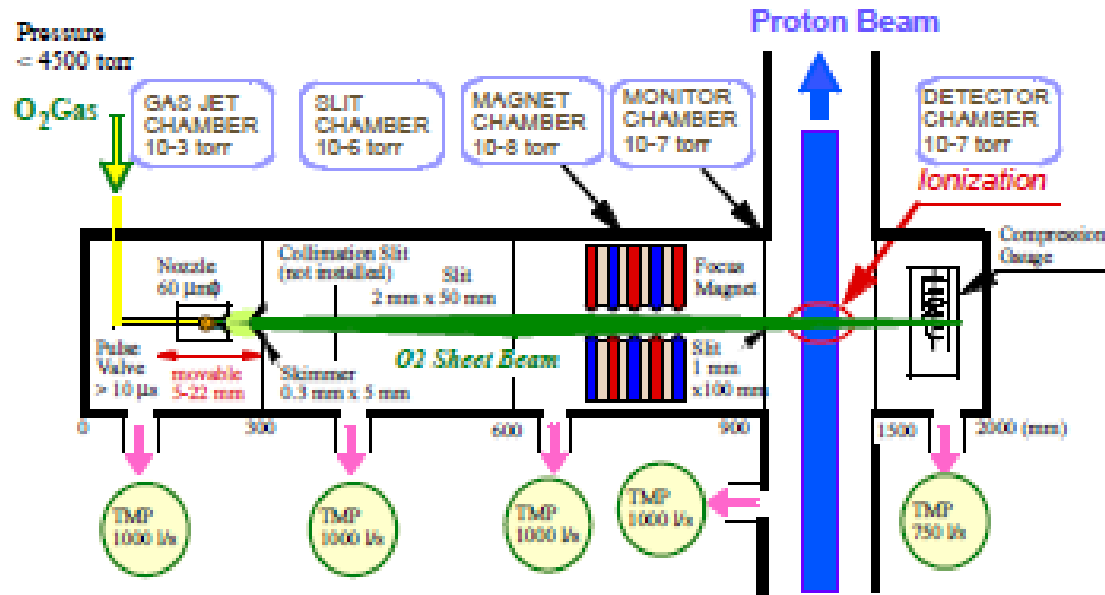 Proton Beam
Pressure
< 4500 torr
O2Gas
GAS JET
CHAMBER
10-3 torr
SLIT
CHAMBER
10-6 torr
MAGNET
CHAMBER
10-8 torr
MONITOR
CHAMBER
10-7 torr
DETECTOR
CHAMBER
10-7 torr
Ionization
Nozzle
60 μmφ
Collimation Slit
(not installed)
Slit
2 mm x 50 mm
Focus
Magnet
Compression
Gauge
Pulse
Valve
> 10 μs
movable
5-22 mm
Skimmer
0.3 mm x 5 mm
O2 Sheet Beam
Slit
1 mm
x100 mm
0
300
600
900
1500
2000 (mm)
TMP
1000 l/s
TMP
1000 l/s
TMP
1000 l/s
TMP
1000 l/s
TMP
750 l/s